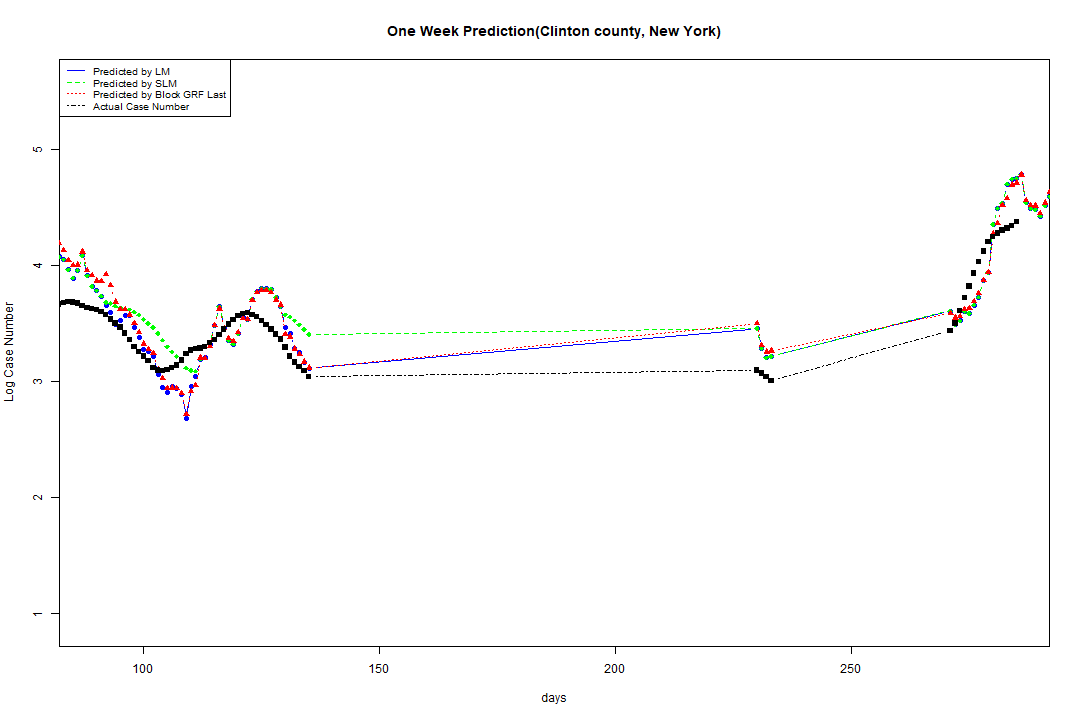 One Week Prediction(Clinton county, New York)
Predicted by LM
Predicted by SLM
Predicted by Block GRF Last
Actual Case Number
5
4
3
2
1
Log Case Number
100 150 200 250
days